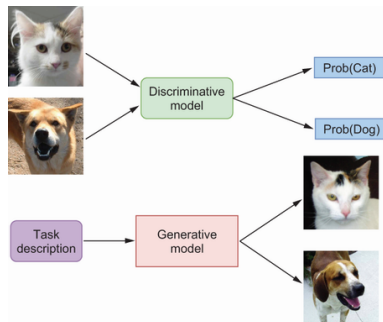 Discriminative
model
Prob(Cat)
Prob(Dog)
Task
description
Generative
model